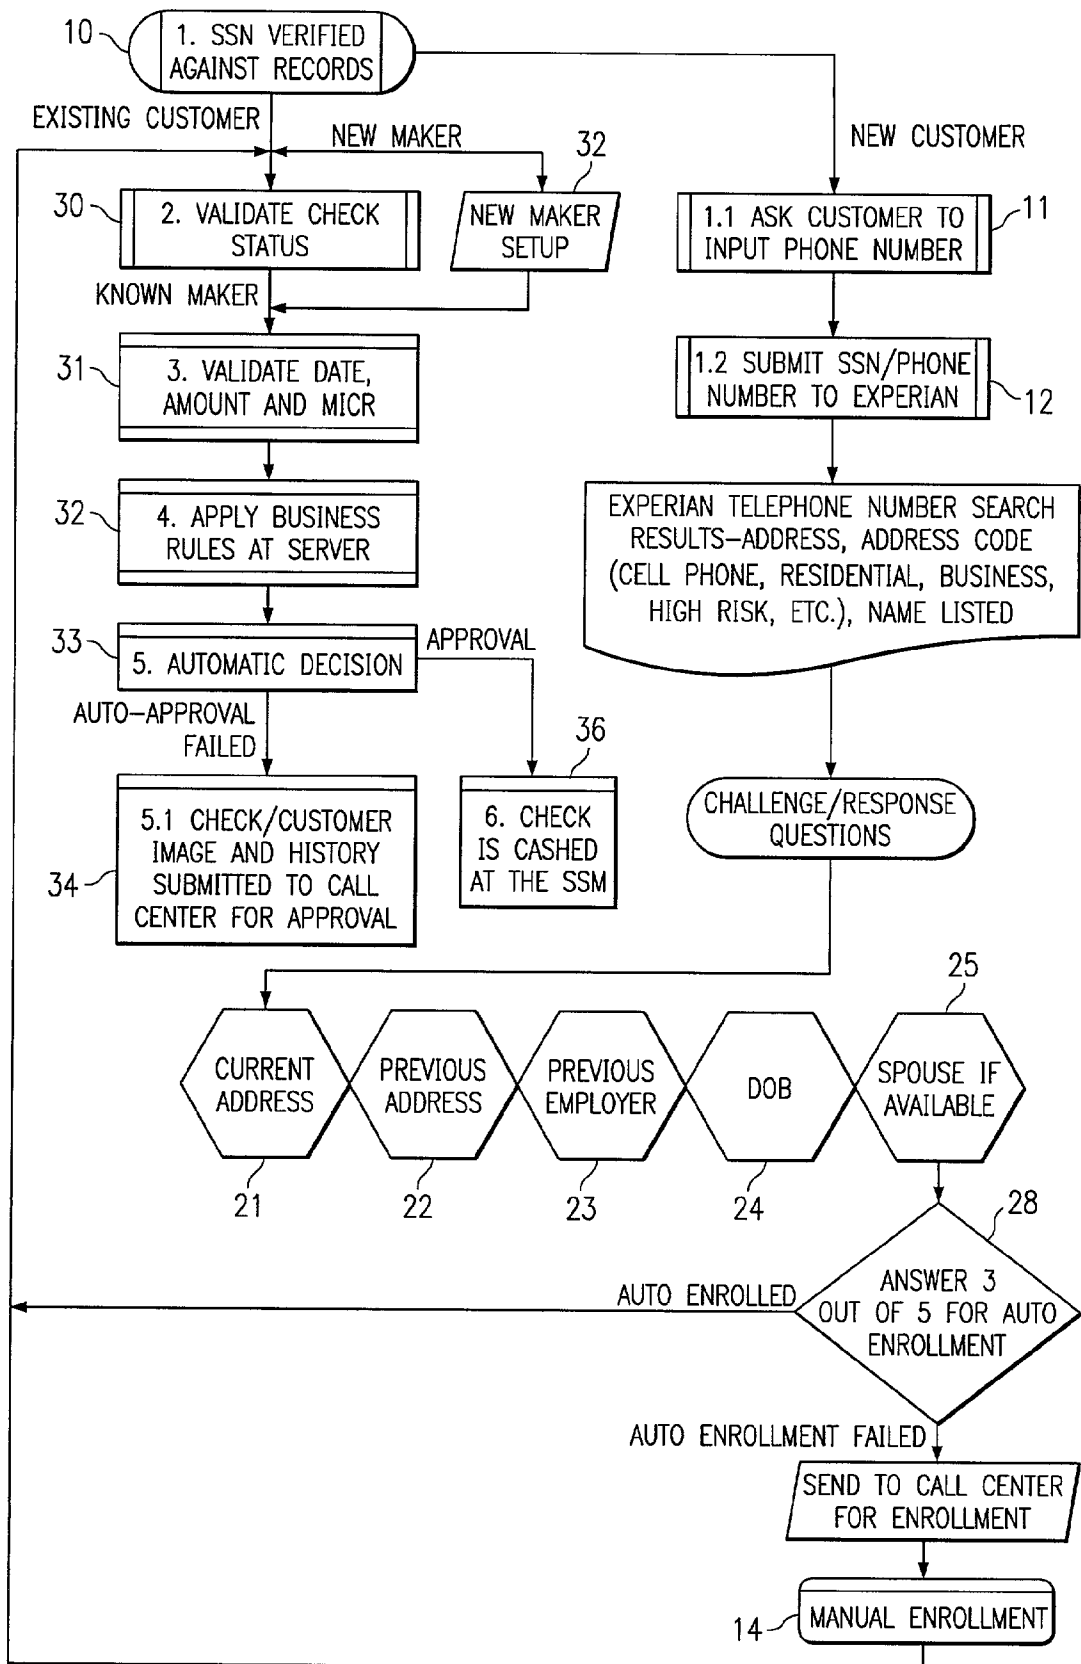 10
1. SSN VERIFIED
AGAINST RECORDS
EXISTING CUSTOMER
NEW MAKER
32
NEW CUSTOMER
30
2. VALIDATE CHECK
STATUS
NEW MAKER
SETUP
1.1 ASK CUSTOMER TO
INPUT PHONE NUMBER
11
KNOWN MAKER
31
3. VALIDATE DATE,
AMOUNT AND MICR
1.2 SUBMIT SSN/PHONE
NUMBER TO EXPERIAN
12
32
4. APPLY BUSINESS
RULES AT SERVER
EXPERIAN TELEPHONE NUMBER SEARCH
RESULTS-ADDRESS, ADDRESS CODE
(CELL PHONE, RESIDENTIAL, BUSINESS,
HIGH RISK, ETC.), NAME LISTED
33
5. AUTOMATIC DECISION
APPROVAL
AUTO-APPROVAL
FAILED
36
34
5.1 CHECK/CUSTOMER
IMAGE AND HISTORY
SUBMITTED TO CALL
CENTER FOR APPROVAL
6. CHECK
IS CASHED
AT THE SSM
CHALLENGE/RESPONSE
QUESTIONS
25
CURRENT
ADDRESS
PREVIOUS
ADDRESS
PREVIOUS
EMPLOYER
DOB
SPOUSE IF
AVAILABLE
21
22
23
24
28
ANSWER 3
OUT OF 5 FOR AUTO
ENROLLMENT
AUTO ENROLLED
AUTO ENROLLMENT FAILED
SEND TO CALL CENTER
FOR ENROLLMENT
14
MANUAL ENROLLMENT